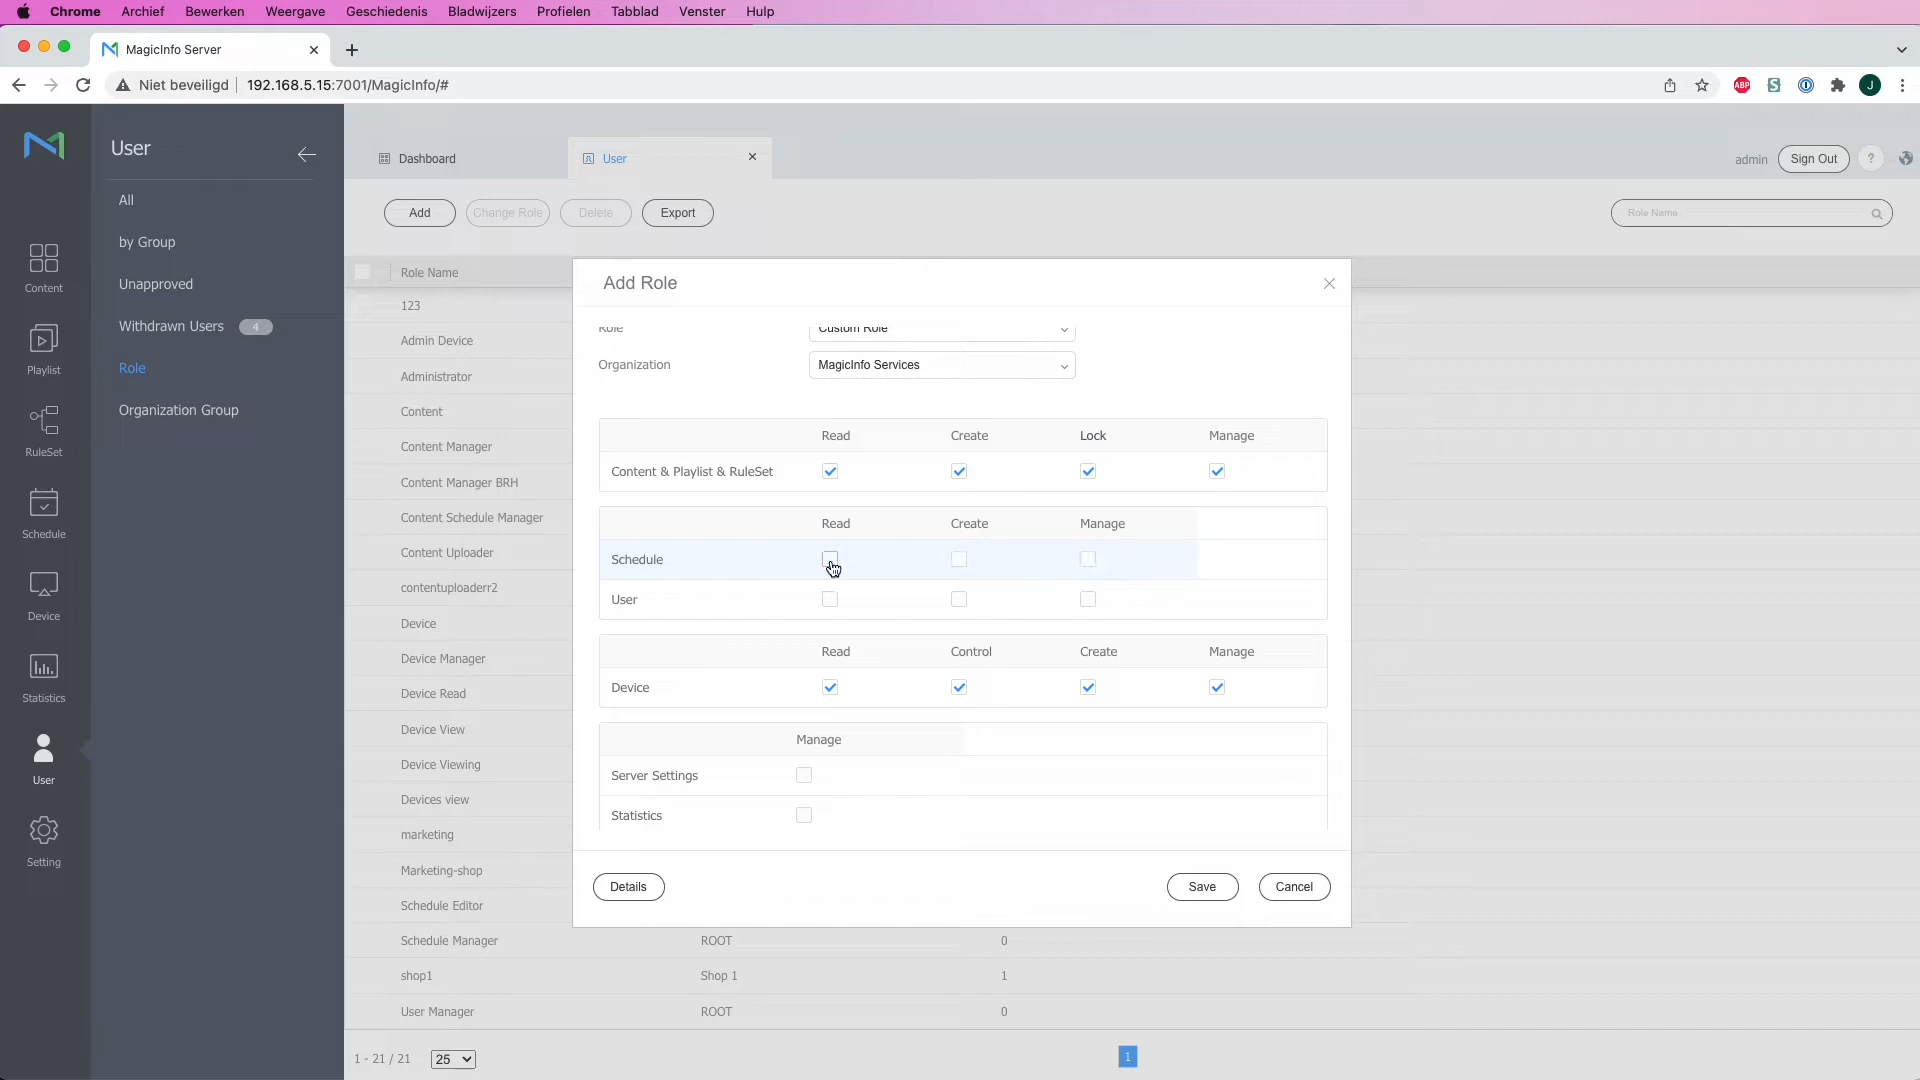 Chrome Archief Bewerken Weergave Geschiedenis Bladwijzers Profielen Tabblad Venster Hulp
MagicInfo Server
Niet beveiligd 192.168.5.15:7001/MagicInfo/#
ABP
S
J
User
All
by Group
Unapproved
Withdrawn Users 4
Role
Organization Group
Content
Playlist
RuleSet
Schedule
Device
Statistics
User
Setting
Dashboard
User
admin Sign Out ?
Add Change Role Delete Export
Role Name
Role Name
123
Admin Device
Administrator
Content
Content Manager
Content Manager BRH
Content Schedule Manager
Content Uploader
contentuploaderr2
Device
Device Manager
Device Read
Device View
Device Viewing
Devices view
marketing
Marketing-shop
Schedule Editor
Schedule Manager ROOT 0
shop1 Shop 1 1
User Manager ROOT 0
1 - 21 / 21 25
1
Add Role
Role Custom Role
Organization MagicInfo Services
Read Create Lock Manage
Content & Playlist & RuleSet
Read Create Manage
Schedule
User
Read Control Create Manage
Device
Manage
Server Settings
Statistics
Details Save Cancel